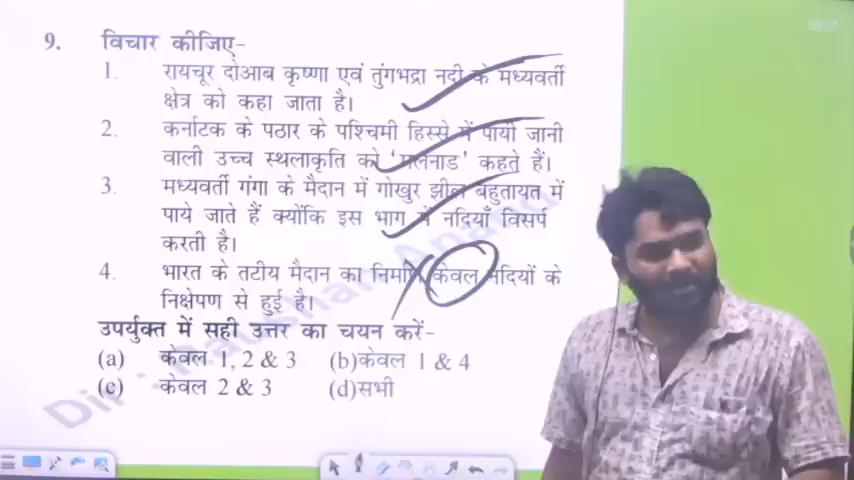 9. विचार कीजिए-
1. रायचूर दोआब कृष्णा एवं तुंगभद्रा नदी के मध्यवर्ती
क्षेत्र को कहा जाता है।
2. कर्नाटक के पठार के पश्चिमी हिस्से में पायी जानी
वाली उच्च स्थलाकृति को 'मलनाड' कहते हैं।
3. मध्यवर्ती गंगा के मैदान में गोखुर झील बहुतायत में
पाये जाते हैं क्योंकि इस भाग में नदियाँ विसर्प
करती है।
4. भारत के तटीय मैदान का निर्माण केवल नदियों के
निक्षेपण से हुई है।
उपर्युक्त में सही उत्तर का चयन करें-
(a) केवल 1, 2 & 3 (b)केवल 1 & 4
(c) केवल 2 & 3 (d)सभी